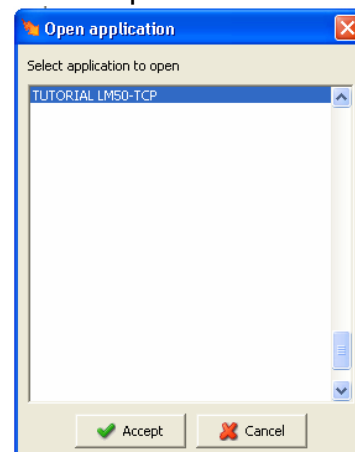 Open application
Select application to open
TUTORIAL LM50-TCP
Accept
Cancel